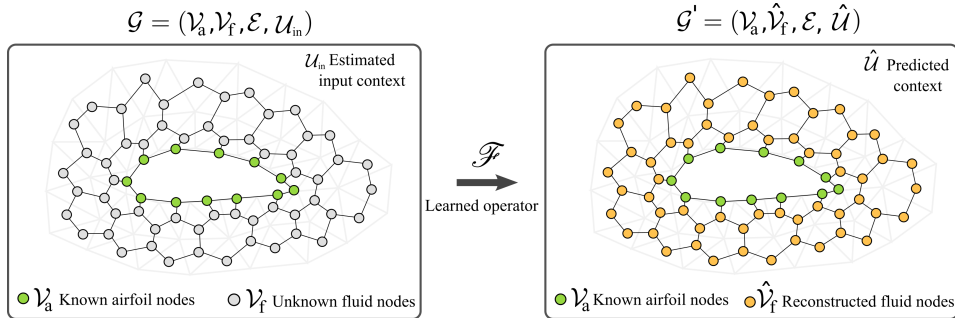 𝒢 = (𝒱a, 𝒱f, ℰ, 𝒰in)
𝒢' = (𝒱a, 𝒱̂f, ℰ, 𝒰̂)
𝒰in Estimated
input context
𝒰̂ Predicted
context
ℱ
Learned operator
𝒱a Known airfoil nodes
𝒱f Unknown fluid nodes
𝒱a Known airfoil nodes
𝒱̂f Reconstructed fluid nodes